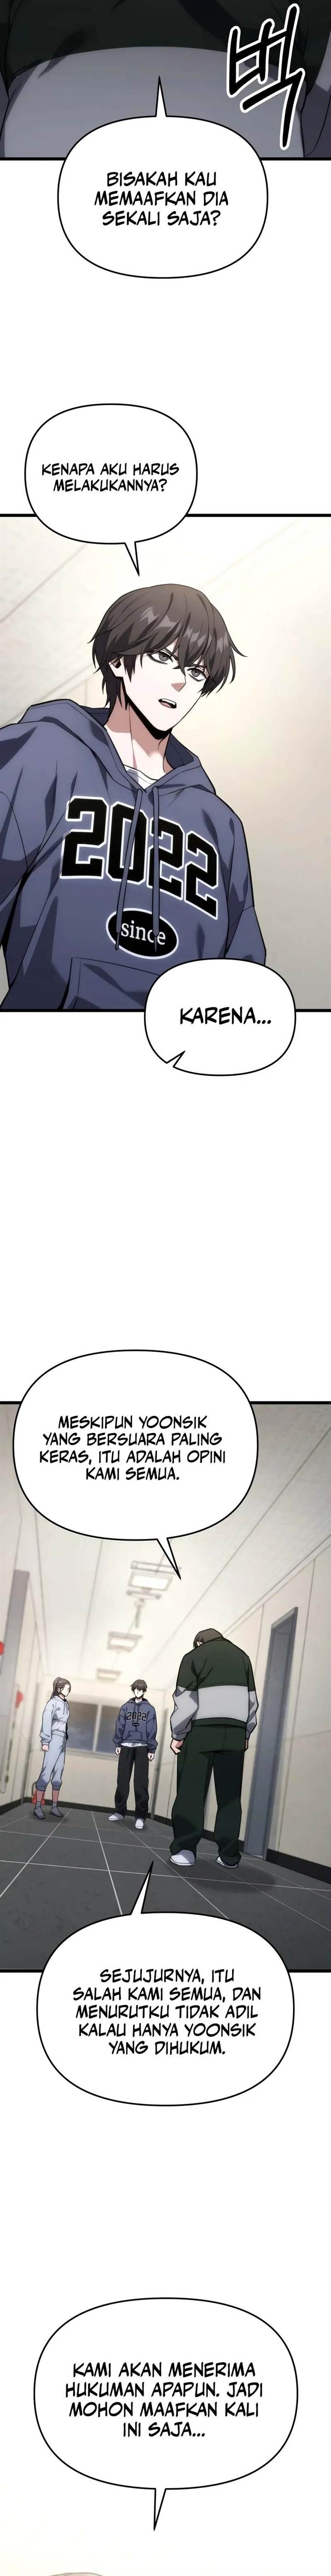 벅
BISAKAH KAU
MEMAAFKAN DIA
SEKALI SAJA?
KENAPA AKU HARUS
MELAKUKANNYA?
2022
since
KARENA...
MESKIPUN YOONSIK
YANG BERSUARA PALING
KERAS, ITU ADALAH OPINI
KAMI SEMUA.
2022
SEJUJURNYA, ITU
SALAH KAMI SEMUA, DAN
MENURUTKU TIDAK ADIL
KALAU HANYA YOONSIK
YANG DIHUKUM.
KAMI AKAN MENERIMA
HUKUMAN APAPUN. JADI
MOHON MAAFKAN KALI
INI SAJA...